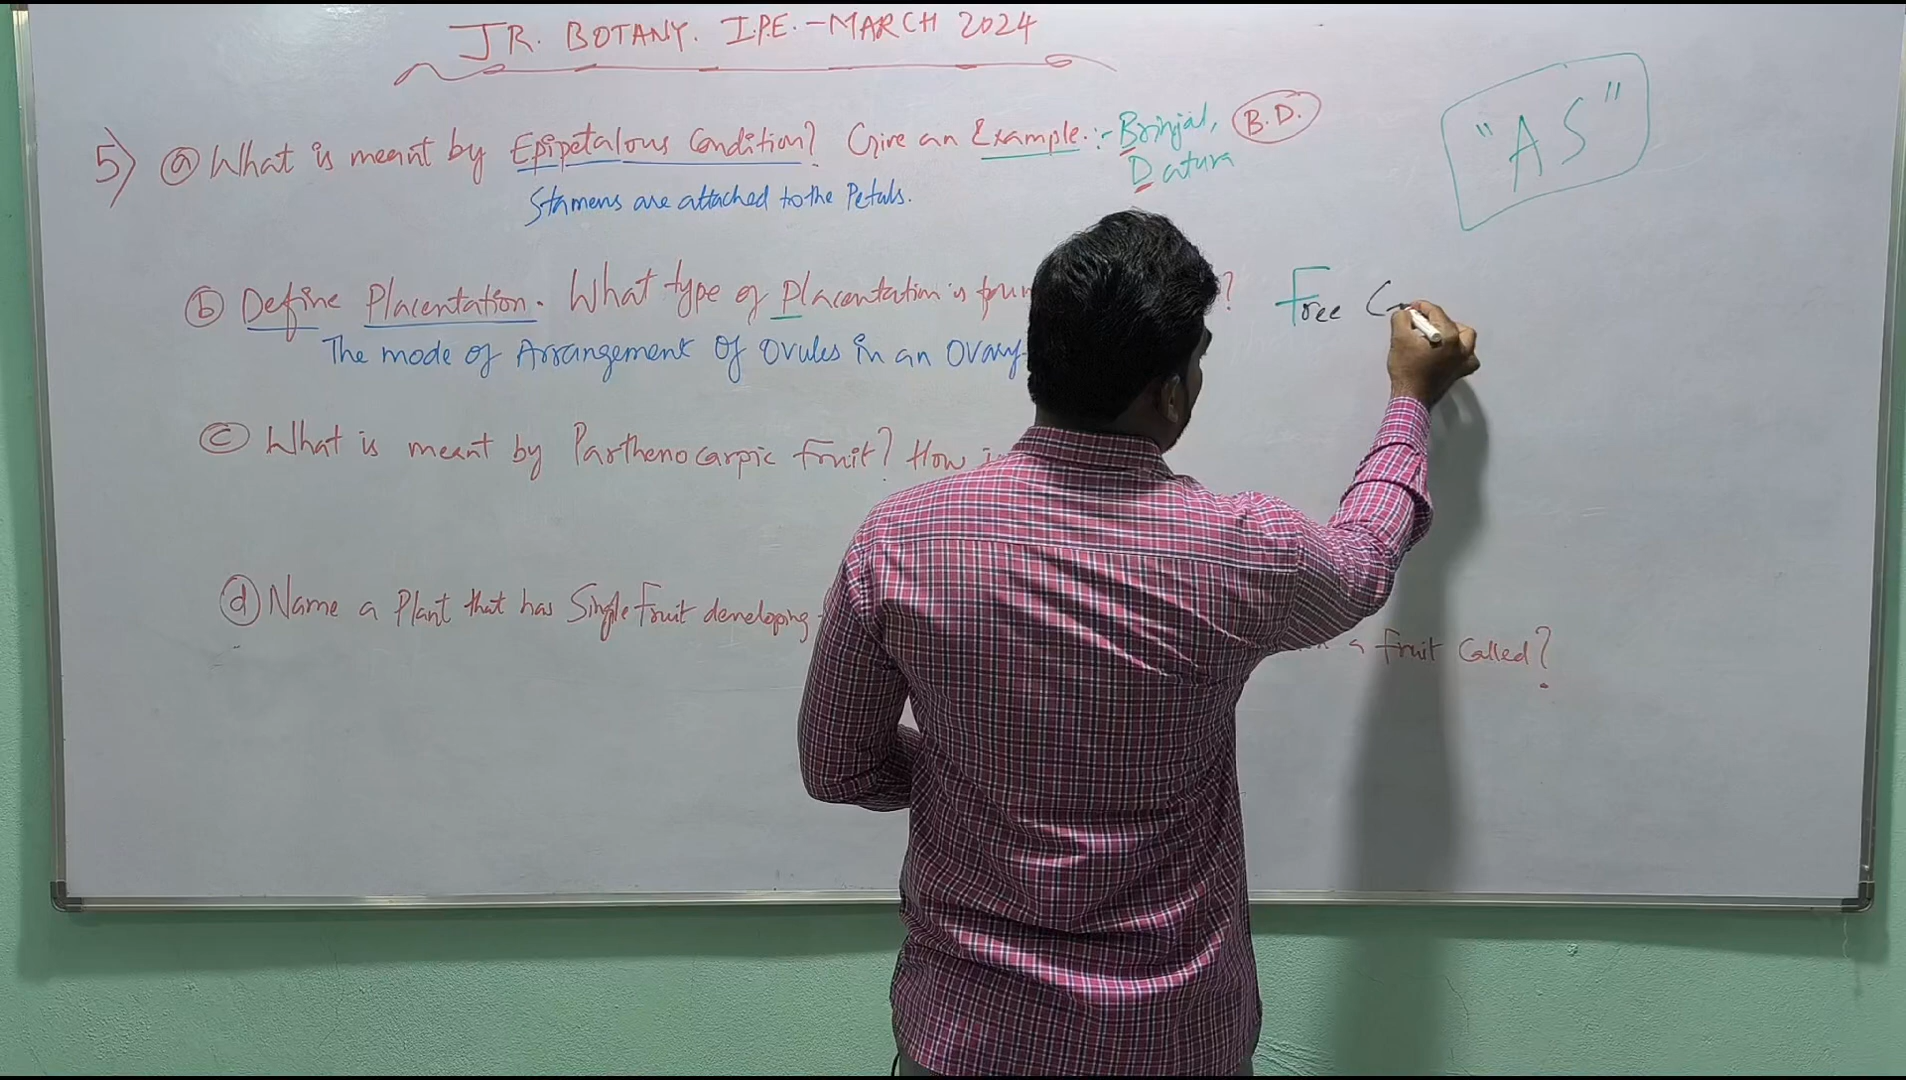 JR. BOTANY. I.P.E. - MARCH 2024
"AS"
5) a) What is meant by Epipetalous Condition? Give an Example :- Brinjal, B.D.
Datura
Stamens are attached to the Petals.
b) Define Placentation. What type of Placentation is ? Free
The mode of Arrangement of Ovules in an Ovary
c) What is meant by Parthenocarpic fruit? How
d) Name a Plant that has Single Fruit developing a fruit called?